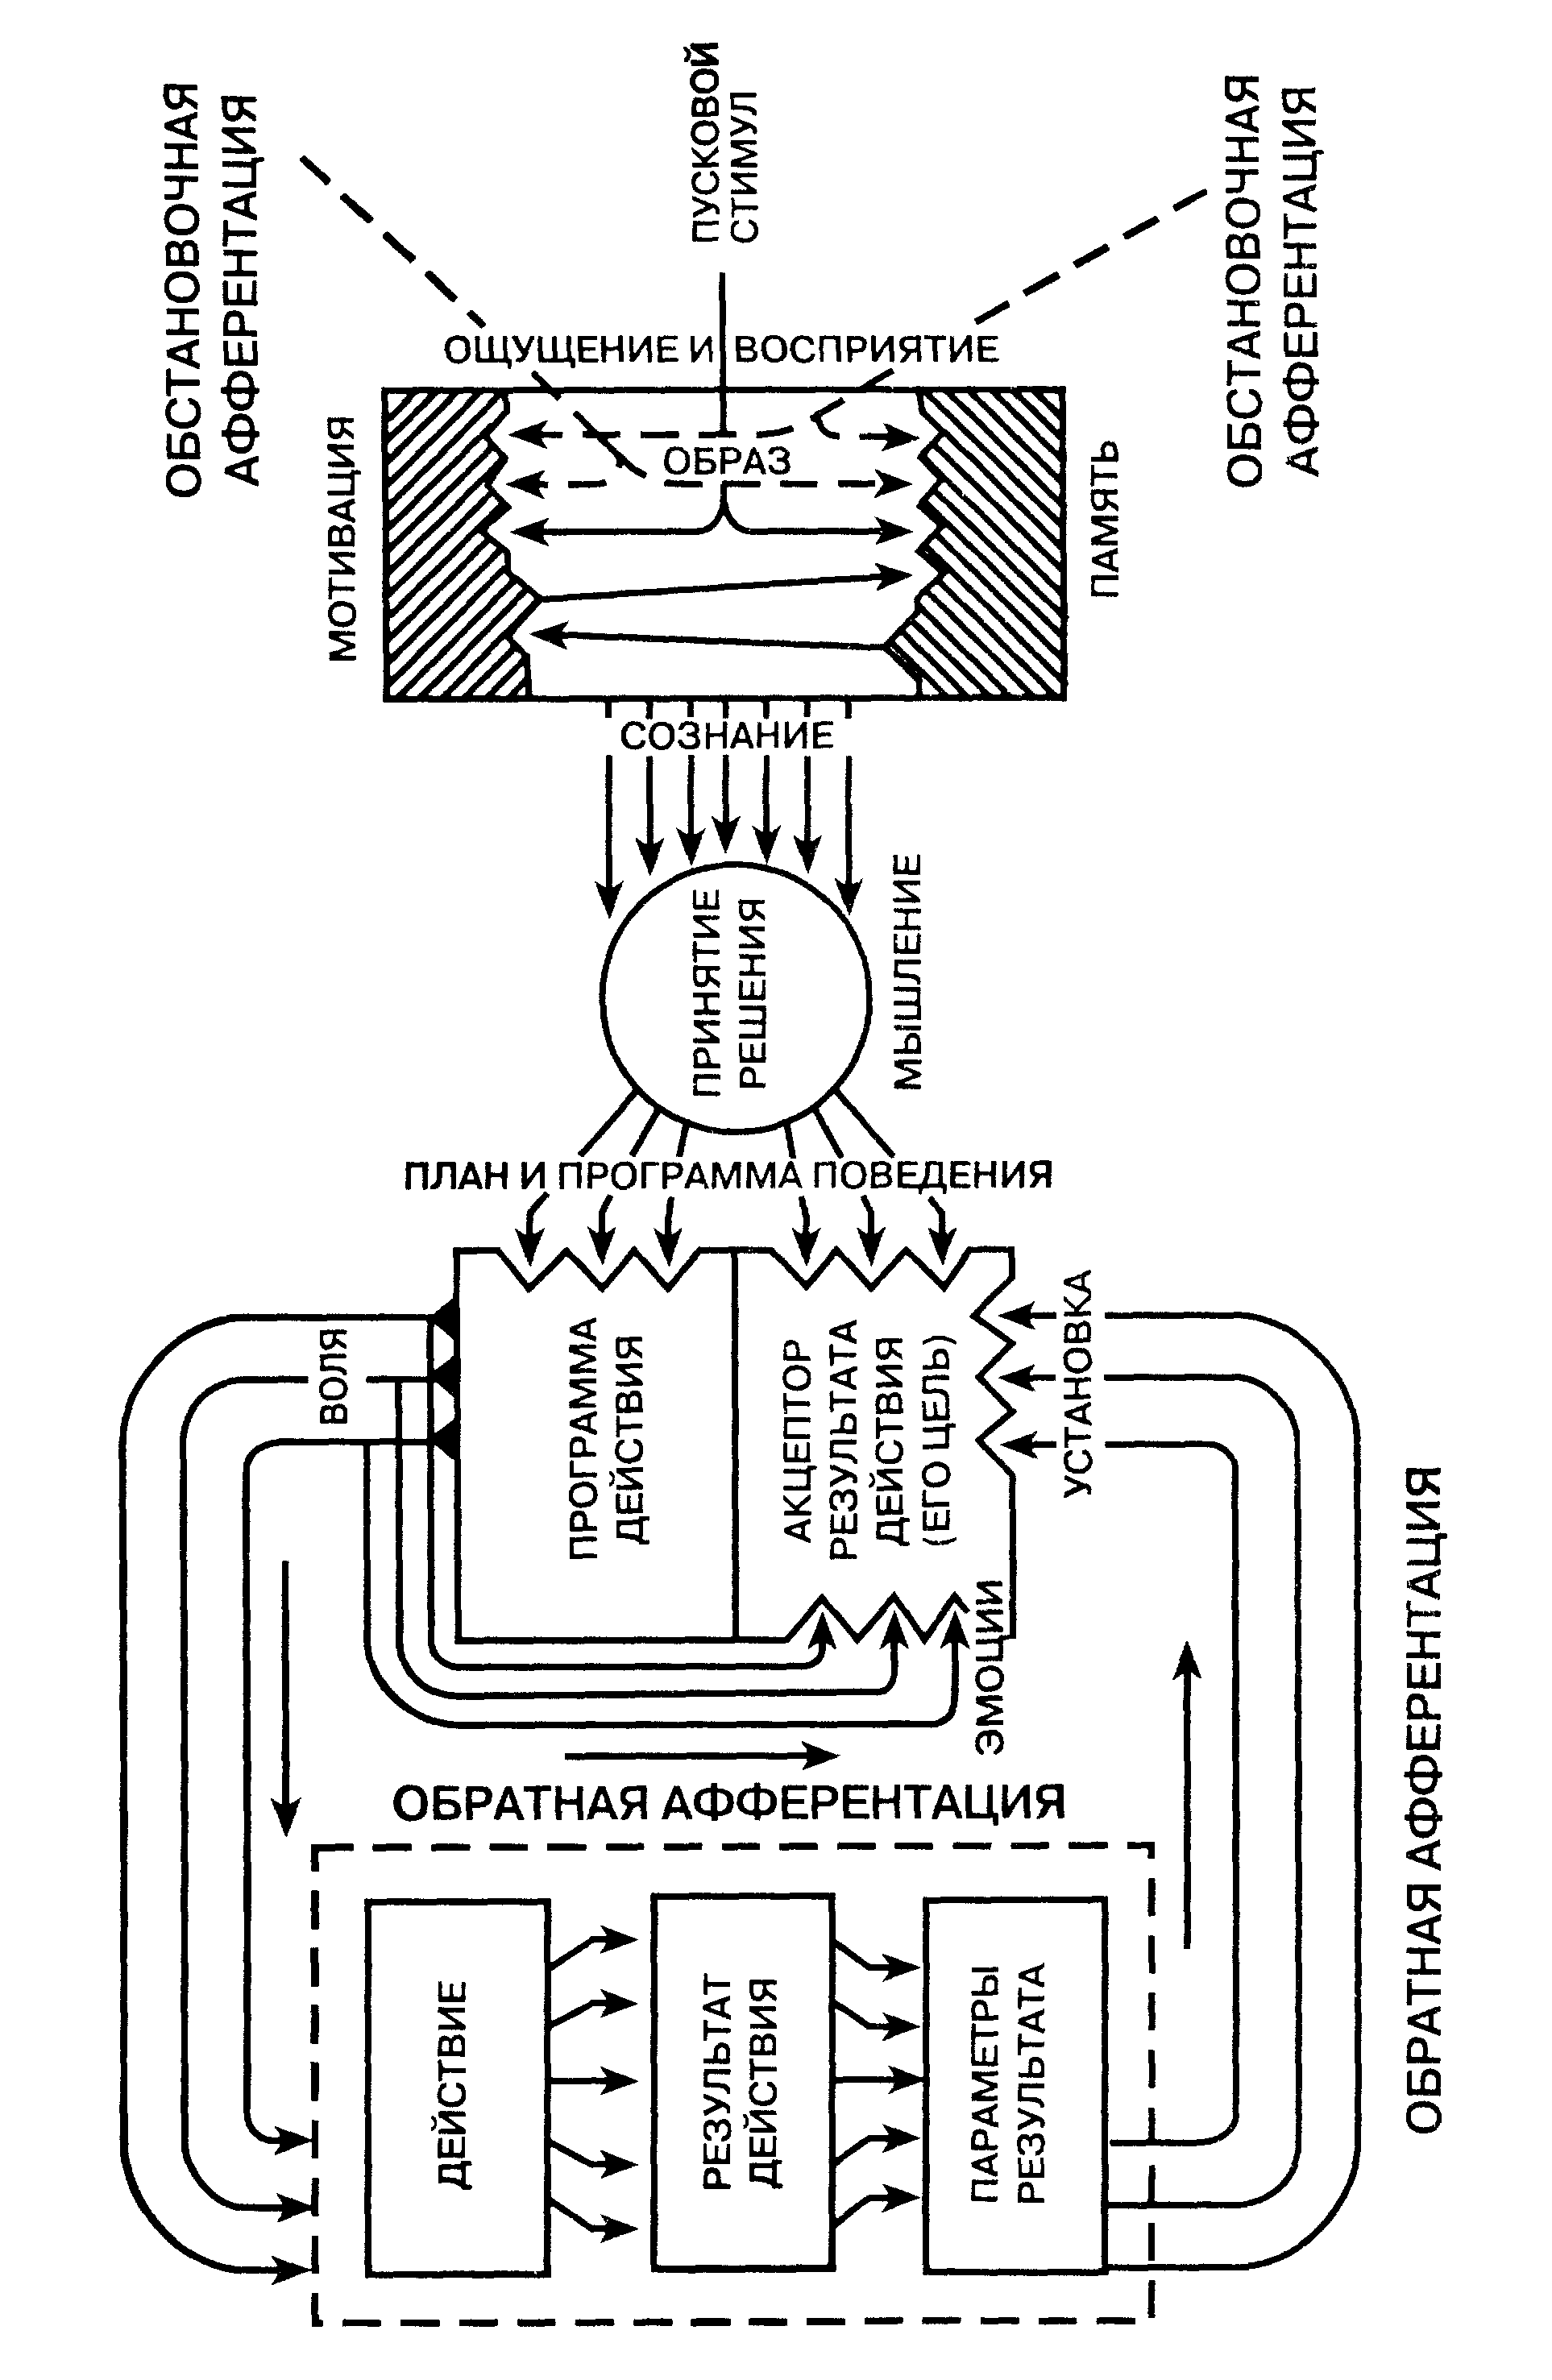 ОБСТАНОВОЧНАЯ
АФФЕРЕНТАЦИЯ
ПУСКОВОЙ
СТИМУЛ
ОБСТАНОВОЧНАЯ
АФФЕРЕНТАЦИЯ
ОЩУЩЕНИЕ И ВОСПРИЯТИЕ
МОТИВАЦИЯ
ОБРАЗ
ПАМЯТЬ
СОЗНАНИЕ
ПРИНЯТИЕ
РЕШЕНИЯ
МЫШЛЕНИЕ
ПЛАН И ПРОГРАММА ПОВЕДЕНИЯ
ВОЛЯ
ПРОГРАММА
ДЕЙСТВИЯ
АКЦЕПТОР
РЕЗУЛЬТАТА
ДЕЙСТВИЯ
(ЕГО ЦЕЛЬ)
УСТАНОВКА
ЭМОЦИИ
ОБРАТНАЯ АФФЕРЕНТАЦИЯ
ОБРАТНАЯ АФФЕРЕНТАЦИЯ
ДЕЙСТВИЕ
РЕЗУЛЬТАТ
ДЕЙСТВИЯ
ПАРАМЕТРЫ
РЕЗУЛЬТАТА